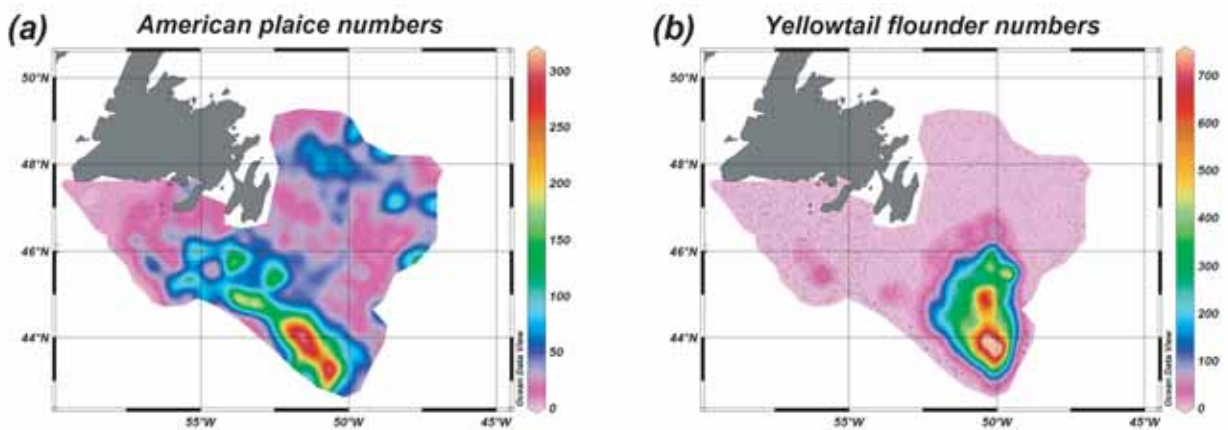 (a) American plaice numbers
50°N
48°N
46°N
44°N
55°W
50°W
45°W
300
250
200
150
100
50
0
Ocean Data View
(b) Yellowtail flounder numbers
50°N
48°N
46°N
44°N
55°W
50°W
45°W
700
600
500
400
300
200
100
0
Ocean Data View